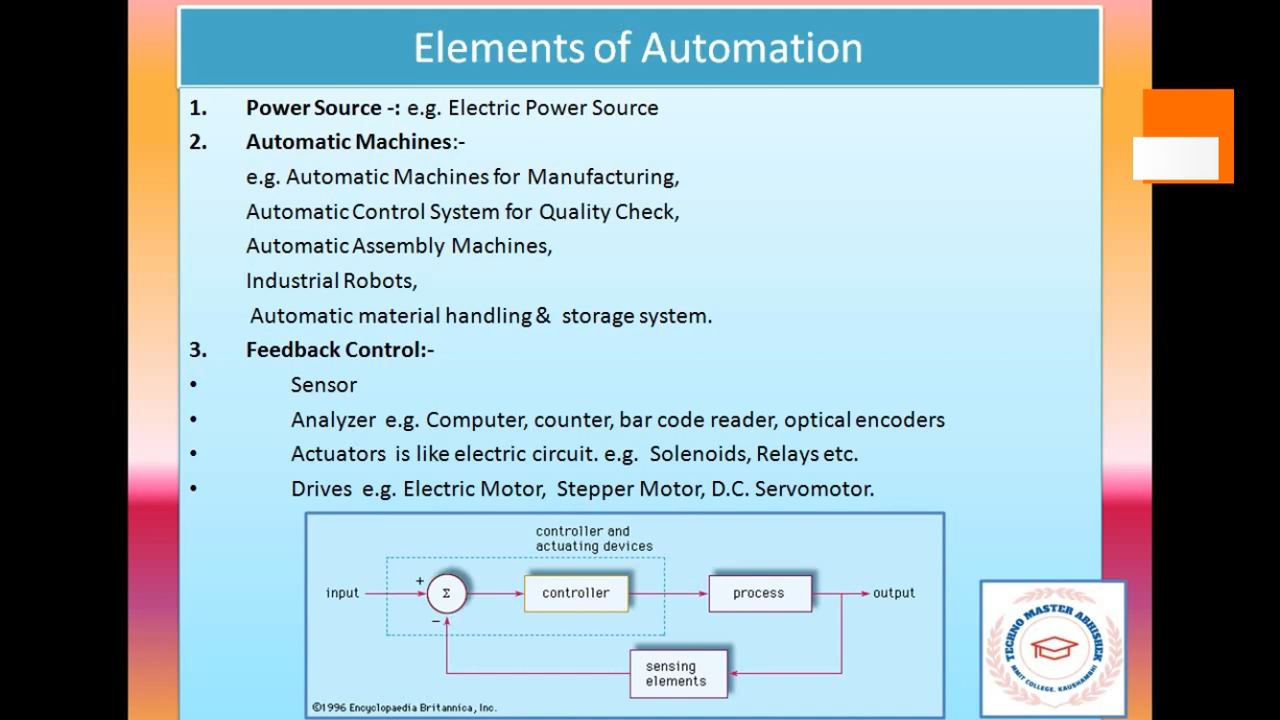 Elements of Automation
1. Power Source -: e.g. Electric Power Source
2. Automatic Machines:-
e.g. Automatic Machines for Manufacturing,
Automatic Control System for Quality Check,
Automatic Assembly Machines,
Industrial Robots,
Automatic material handling & storage system.
3. Feedback Control:-
• Sensor
• Analyzer e.g. Computer, counter, bar code reader, optical encoders
• Actuators is like electric circuit. e.g. Solenoids, Relays etc.
• Drives e.g. Electric Motor, Stepper Motor, D.C. Servomotor.
controller and
actuating devices
input
+
Σ
−
controller
process
output
sensing
elements
©1996 Encyclopaedia Britannica, Inc.
TECHNO MASTER ABHISHEK
AMIT COLLEGE, KAUSHAMBHI